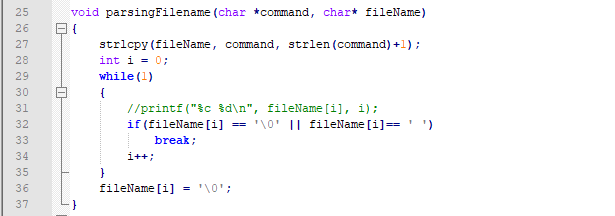 25 void parsingFilename(char *command, char* fileName)
26 {
27 strlcpy(fileName, command, strlen(command)+1);
28 int i = 0;
29 while(1)
30 {
31 //printf("%c %d\n", fileName[i], i);
32 if(fileName[i] == '\0' || fileName[i]== ' ')
33 break;
34 i++;
35 }
36 fileName[i] = '\0';
37 }